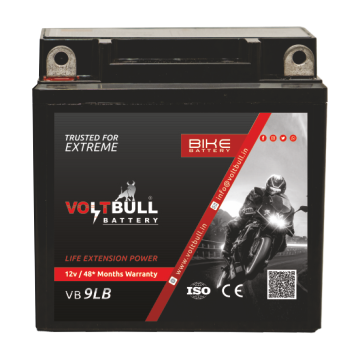 TRUSTED FOR
EXTREME
BIKE
BATTERY
info@voltbull.in
VOLTBULL
BATTERY
LIFE EXTENSION POWER
12v / 48* Months Warranty
VB 9LB
www.voltbull.in
ISO CE